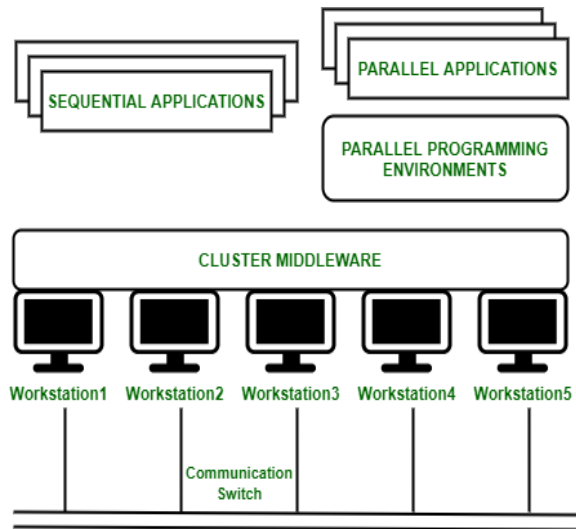 SEQUENTIAL APPLICATIONS
PARALLEL APPLICATIONS
PARALLEL PROGRAMMING
ENVIRONMENTS
CLUSTER MIDDLEWARE
Workstation1 Workstation2 Workstation3 Workstation4 Workstation5
Communication
Switch